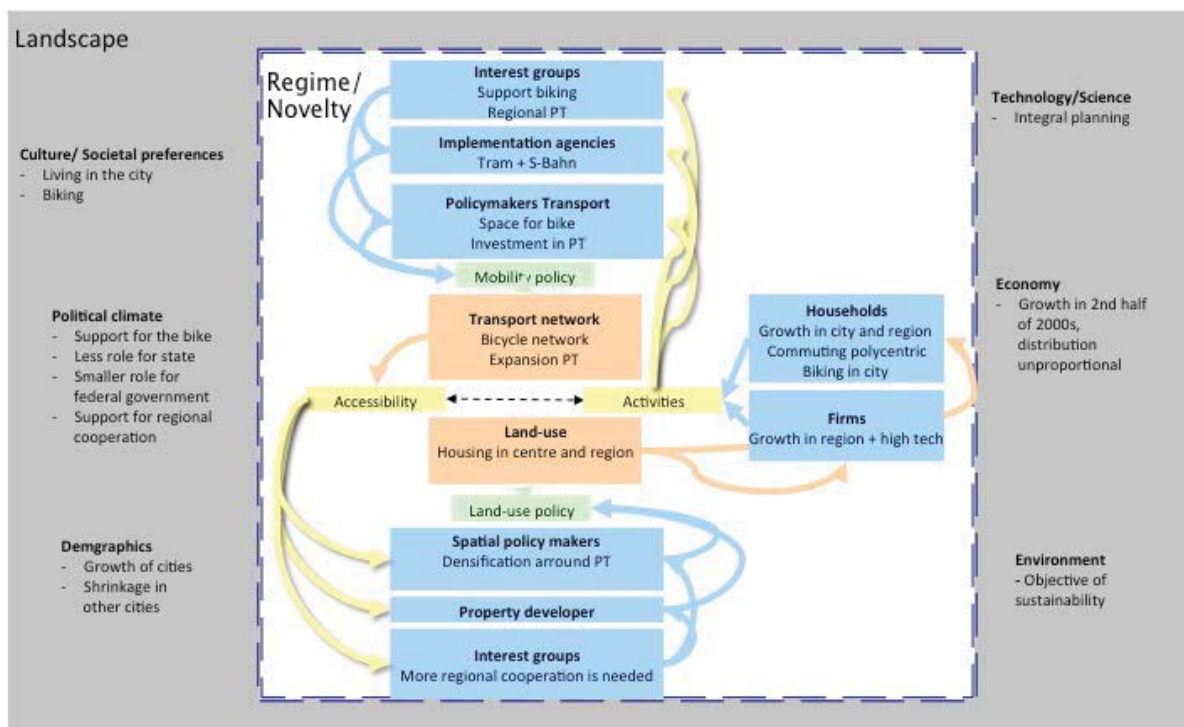 Landscape
Culture/ Societal preferences
- Living in the city
- Biking
Political climate
- Support for the bike
- Less role for state
- Smaller role for
federal government
- Support for regional
cooperation
Demgraphics
- Growth of cities
- Shrinkage in
other cities
Regime/
Novelty
Interest groups
Support biking
Regional PT
Implementation agencies
Tram + S-Bahn
Policymakers Transport
Space for bike
Investment in PT
Mobility policy
Transport network
Bicycle network
Expansion PT
Accessibility
Activities
Land-use
Housing in centre and region
Land-use policy
Spatial policy makers
Densification arround PT
Property developer
Interest groups
More regional cooperation is needed
Households
Growth in city and region
Commuting polycentric
Biking in city
Firms
Growth in region + high tech
Technology/Science
- Integral planning
Economy
- Growth in 2nd half
of 2000s,
distribution
unproportional
Environment
- Objective of
sustainability